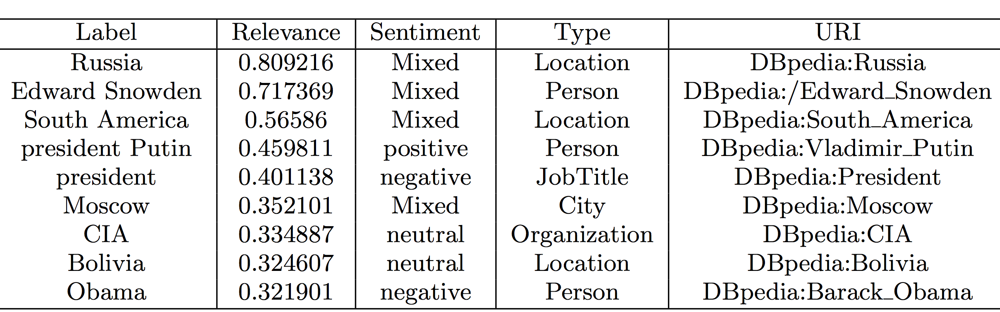 Label Relevance Sentiment Type URI
Russia 0.809216 Mixed Location DBpedia:Russia
Edward Snowden 0.717369 Mixed Person DBpedia:/Edward_Snowden
South America 0.56586 Mixed Location DBpedia:South_America
president Putin 0.459811 positive Person DBpedia:Vladimir_Putin
president 0.401138 negative JobTitle DBpedia:President
Moscow 0.352101 Mixed City DBpedia:Moscow
CIA 0.334887 neutral Organization DBpedia:CIA
Bolivia 0.324607 neutral Location DBpedia:Bolivia
Obama 0.321901 negative Person DBpedia:Barack_Obama